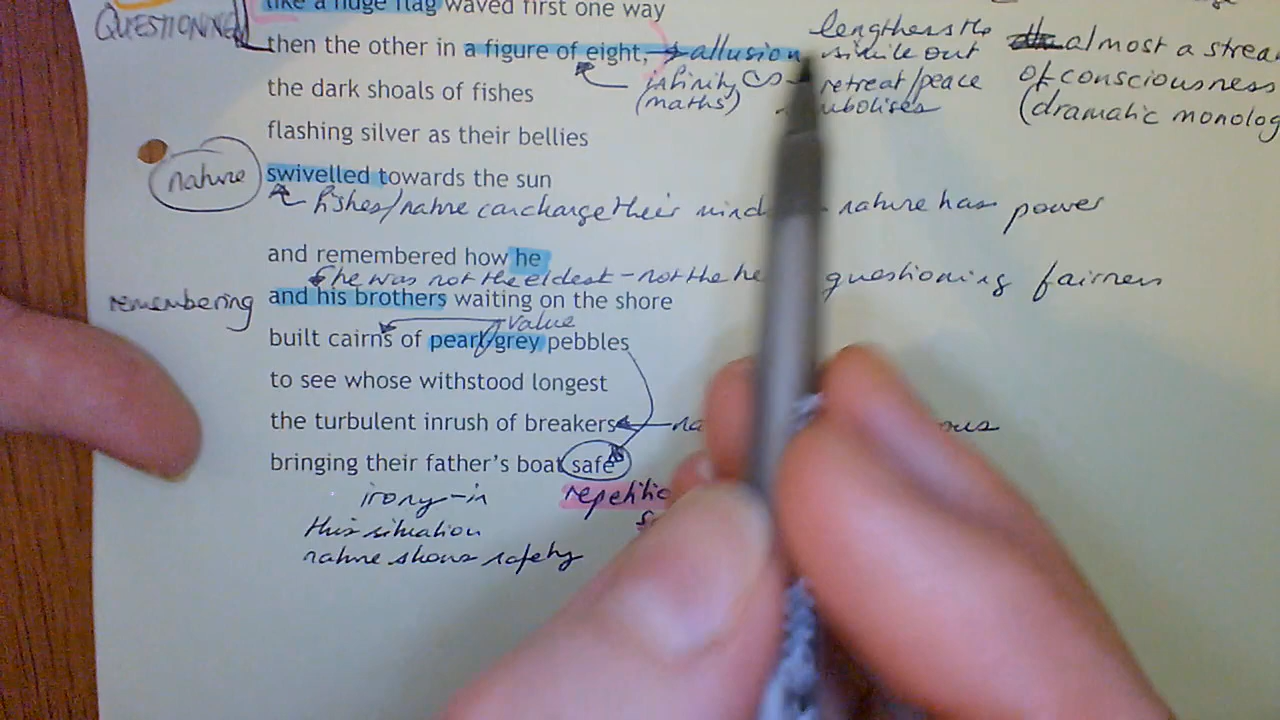 like a huge flag waved first one way
QUESTIONING
then the other in a figure of eight, → allusion
lengthens the
simile out
almost a strea
infinity ∞
(maths)
retreat/peace
of consciousness
(dramatic monolog
the dark shoals of fishes
flashing silver as their bellies
nature
swivelled towards the sun
fishes/nature can change their mind nature has power
and remembered how he
he was not the eldest - not the he questioning fairness
remembering
and his brothers waiting on the shore
value
built cairns of pearly grey pebbles
to see whose withstood longest
the turbulent inrush of breakers
bringing their father's boat safe
irony - in
this situation
nature shows safety
repetitio